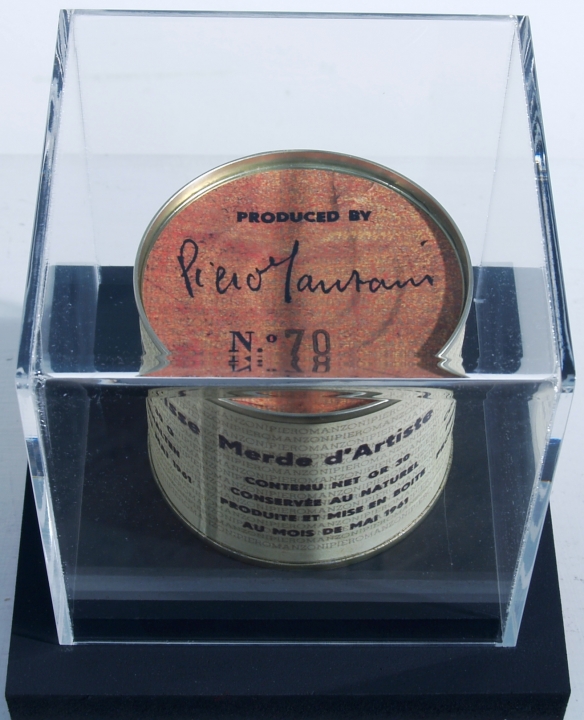 PRODUCED BY
Piero Manzoni
N.º 70
Merde d'Artiste
CONTENU NET GR 30
CONSERVÉE AU NATUREL
PRODUITE ET MISE EN BOITE
AU MOIS DE MAI 1961